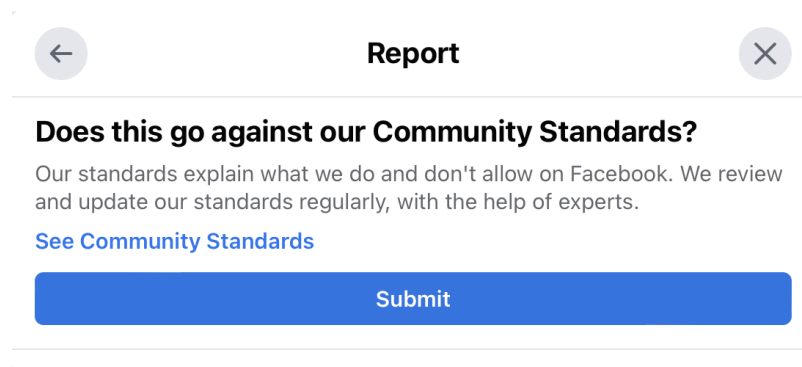 Report
Does this go against our Community Standards?
Our standards explain what we do and don't allow on Facebook. We review
and update our standards regularly, with the help of experts.
See Community Standards
Submit